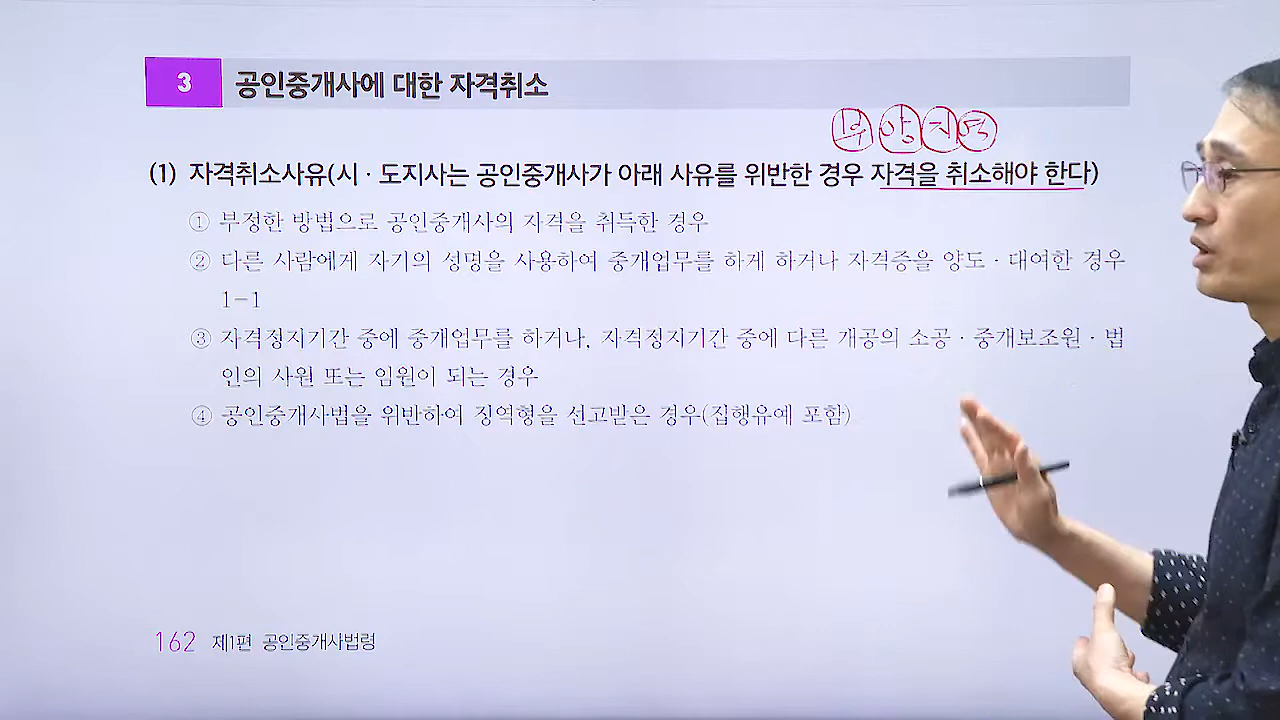 3 공인중개사에 대한 자격취소
부 양 지 역
(1) 자격취소사유(시 · 도지사는 공인중개사가 아래 사유를 위반한 경우 자격을 취소해야 한다)
① 부정한 방법으로 공인중개사의 자격을 취득한 경우
② 다른 사람에게 자기의 성명을 사용하여 중개업무를 하게 하거나 자격증을 양도 · 대여한 경우
1-1
③ 자격정지기간 중에 중개업무를 하거나, 자격정지기간 중에 다른 개공의 소공 · 중개보조원 · 법
인의 사원 또는 임원이 되는 경우
④ 공인중개사법을 위반하여 징역형을 선고받은 경우(집행유예 포함)
162 제1편 공인중개사법령